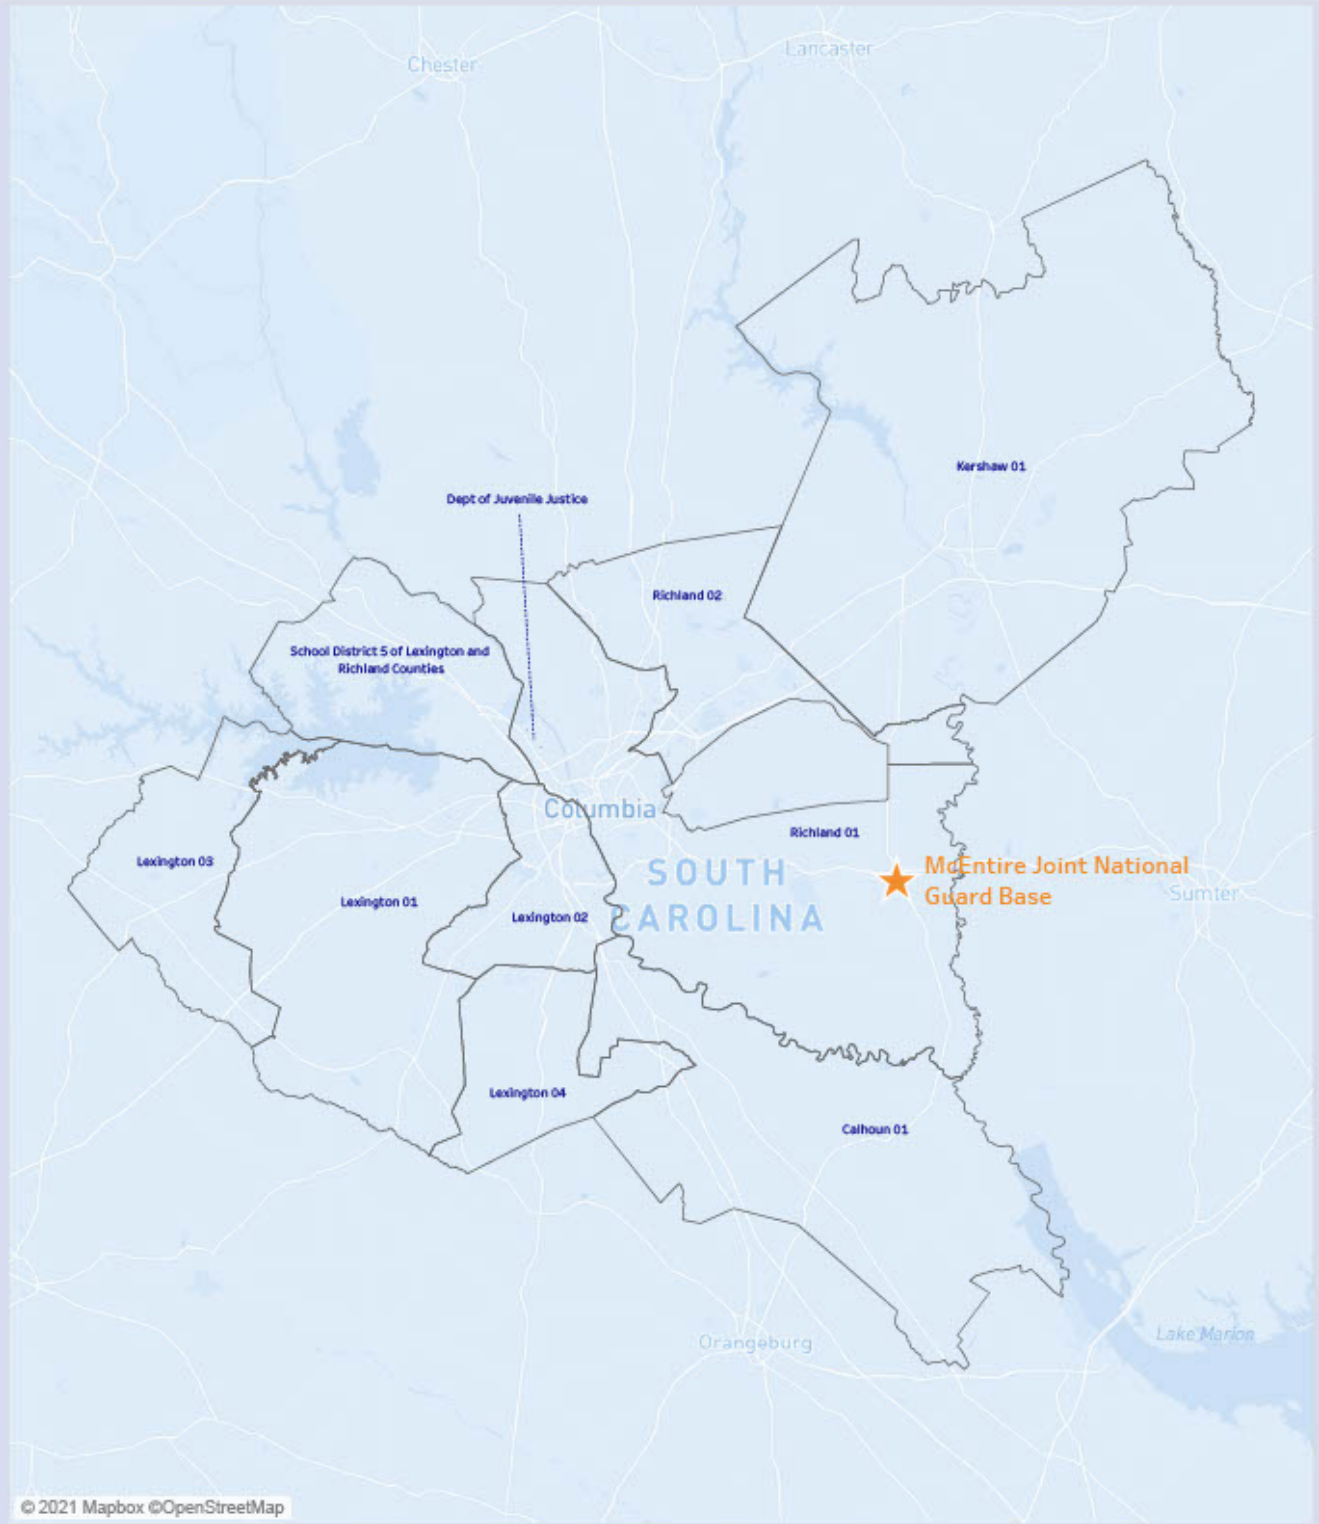 Lancaster
Chester
Kershaw 01
Dept of Juvenile Justice
Richland 02
School District 5 of Lexington and
Richland Counties
Columbia
Richland 01
Lexington 03
SOUTH
CAROLINA
McEntire Joint National
Guard Base
Sumter
Lexington 01
Lexington 02
Lexington 04
Calhoun 01
Lake Marion
Orangeburg
© 2021 Mapbox ©OpenStreetMap